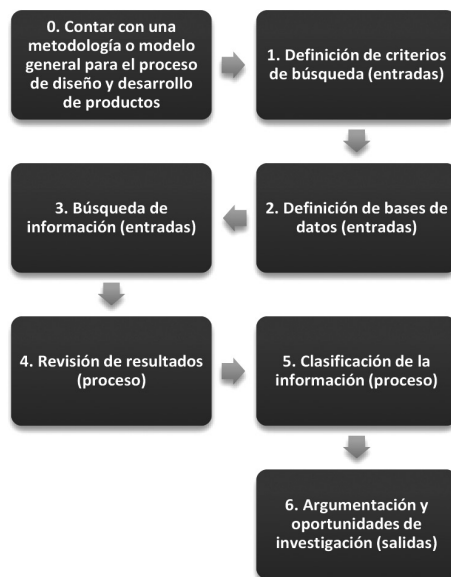 0. Contar con una
metodología o modelo
general para el proceso
de diseño y desarrollo
de productos
1. Definición de criterios
de búsqueda (entradas)
2. Definición de bases de
datos (entradas)
3. Búsqueda de
información (entradas)
4. Revisión de resultados
(proceso)
5. Clasificación de la
información (proceso)
6. Argumentación y
oportunidades de
investigación (salidas)